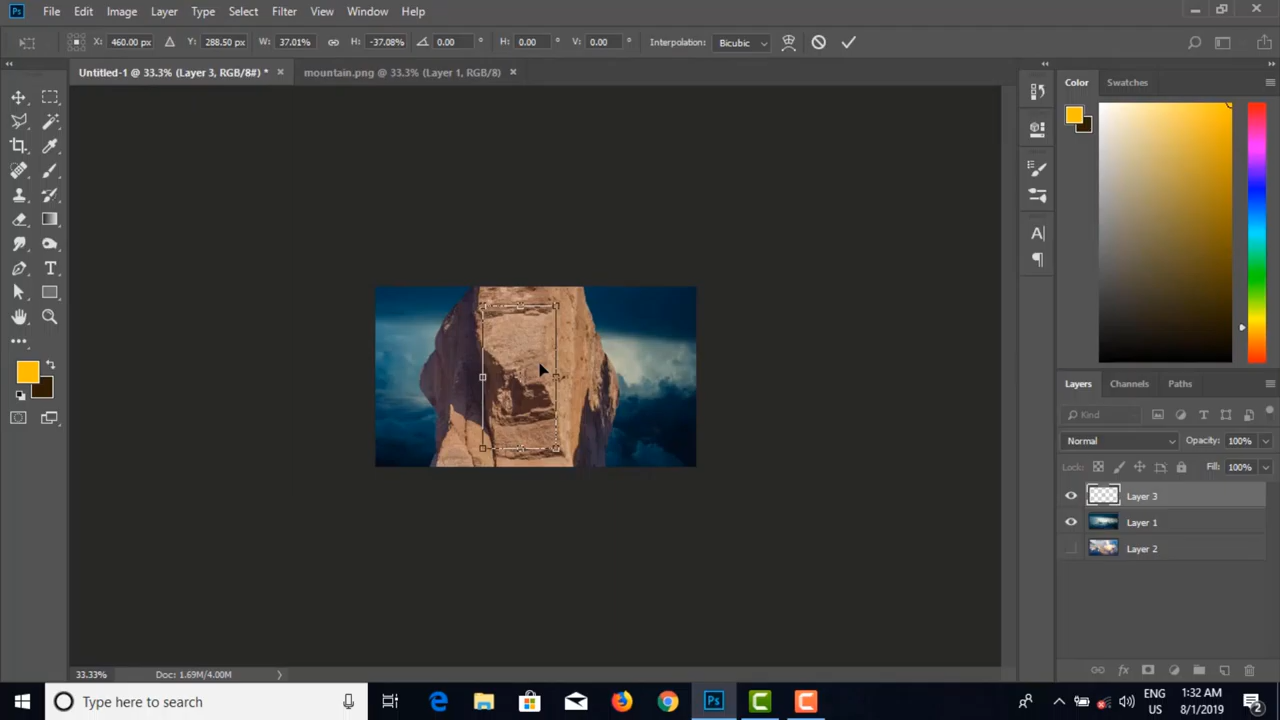 Ps File Edit Image Layer Type Select Filter View Window Help
X: 460.00 px Y: 288.50 px W: 37.01% H: -37.08% 0.00 ° H: 0.00 ° V: 0.00 ° Interpolation: Bicubic
Untitled-1 @ 33.3% (Layer 3, RGB/8#) * × mountain.png @ 33.3% (Layer 1, RGB/8) ×
Color Swatches
Layers Channels Paths
Kind
Normal Opacity: 100%
Lock: Fill: 100%
Layer 3
Layer 1
Layer 2
33.33% Doc: 1.69M/4.00M
Type here to search
Ps
ENG
US
1:32 AM
8/1/2019
2